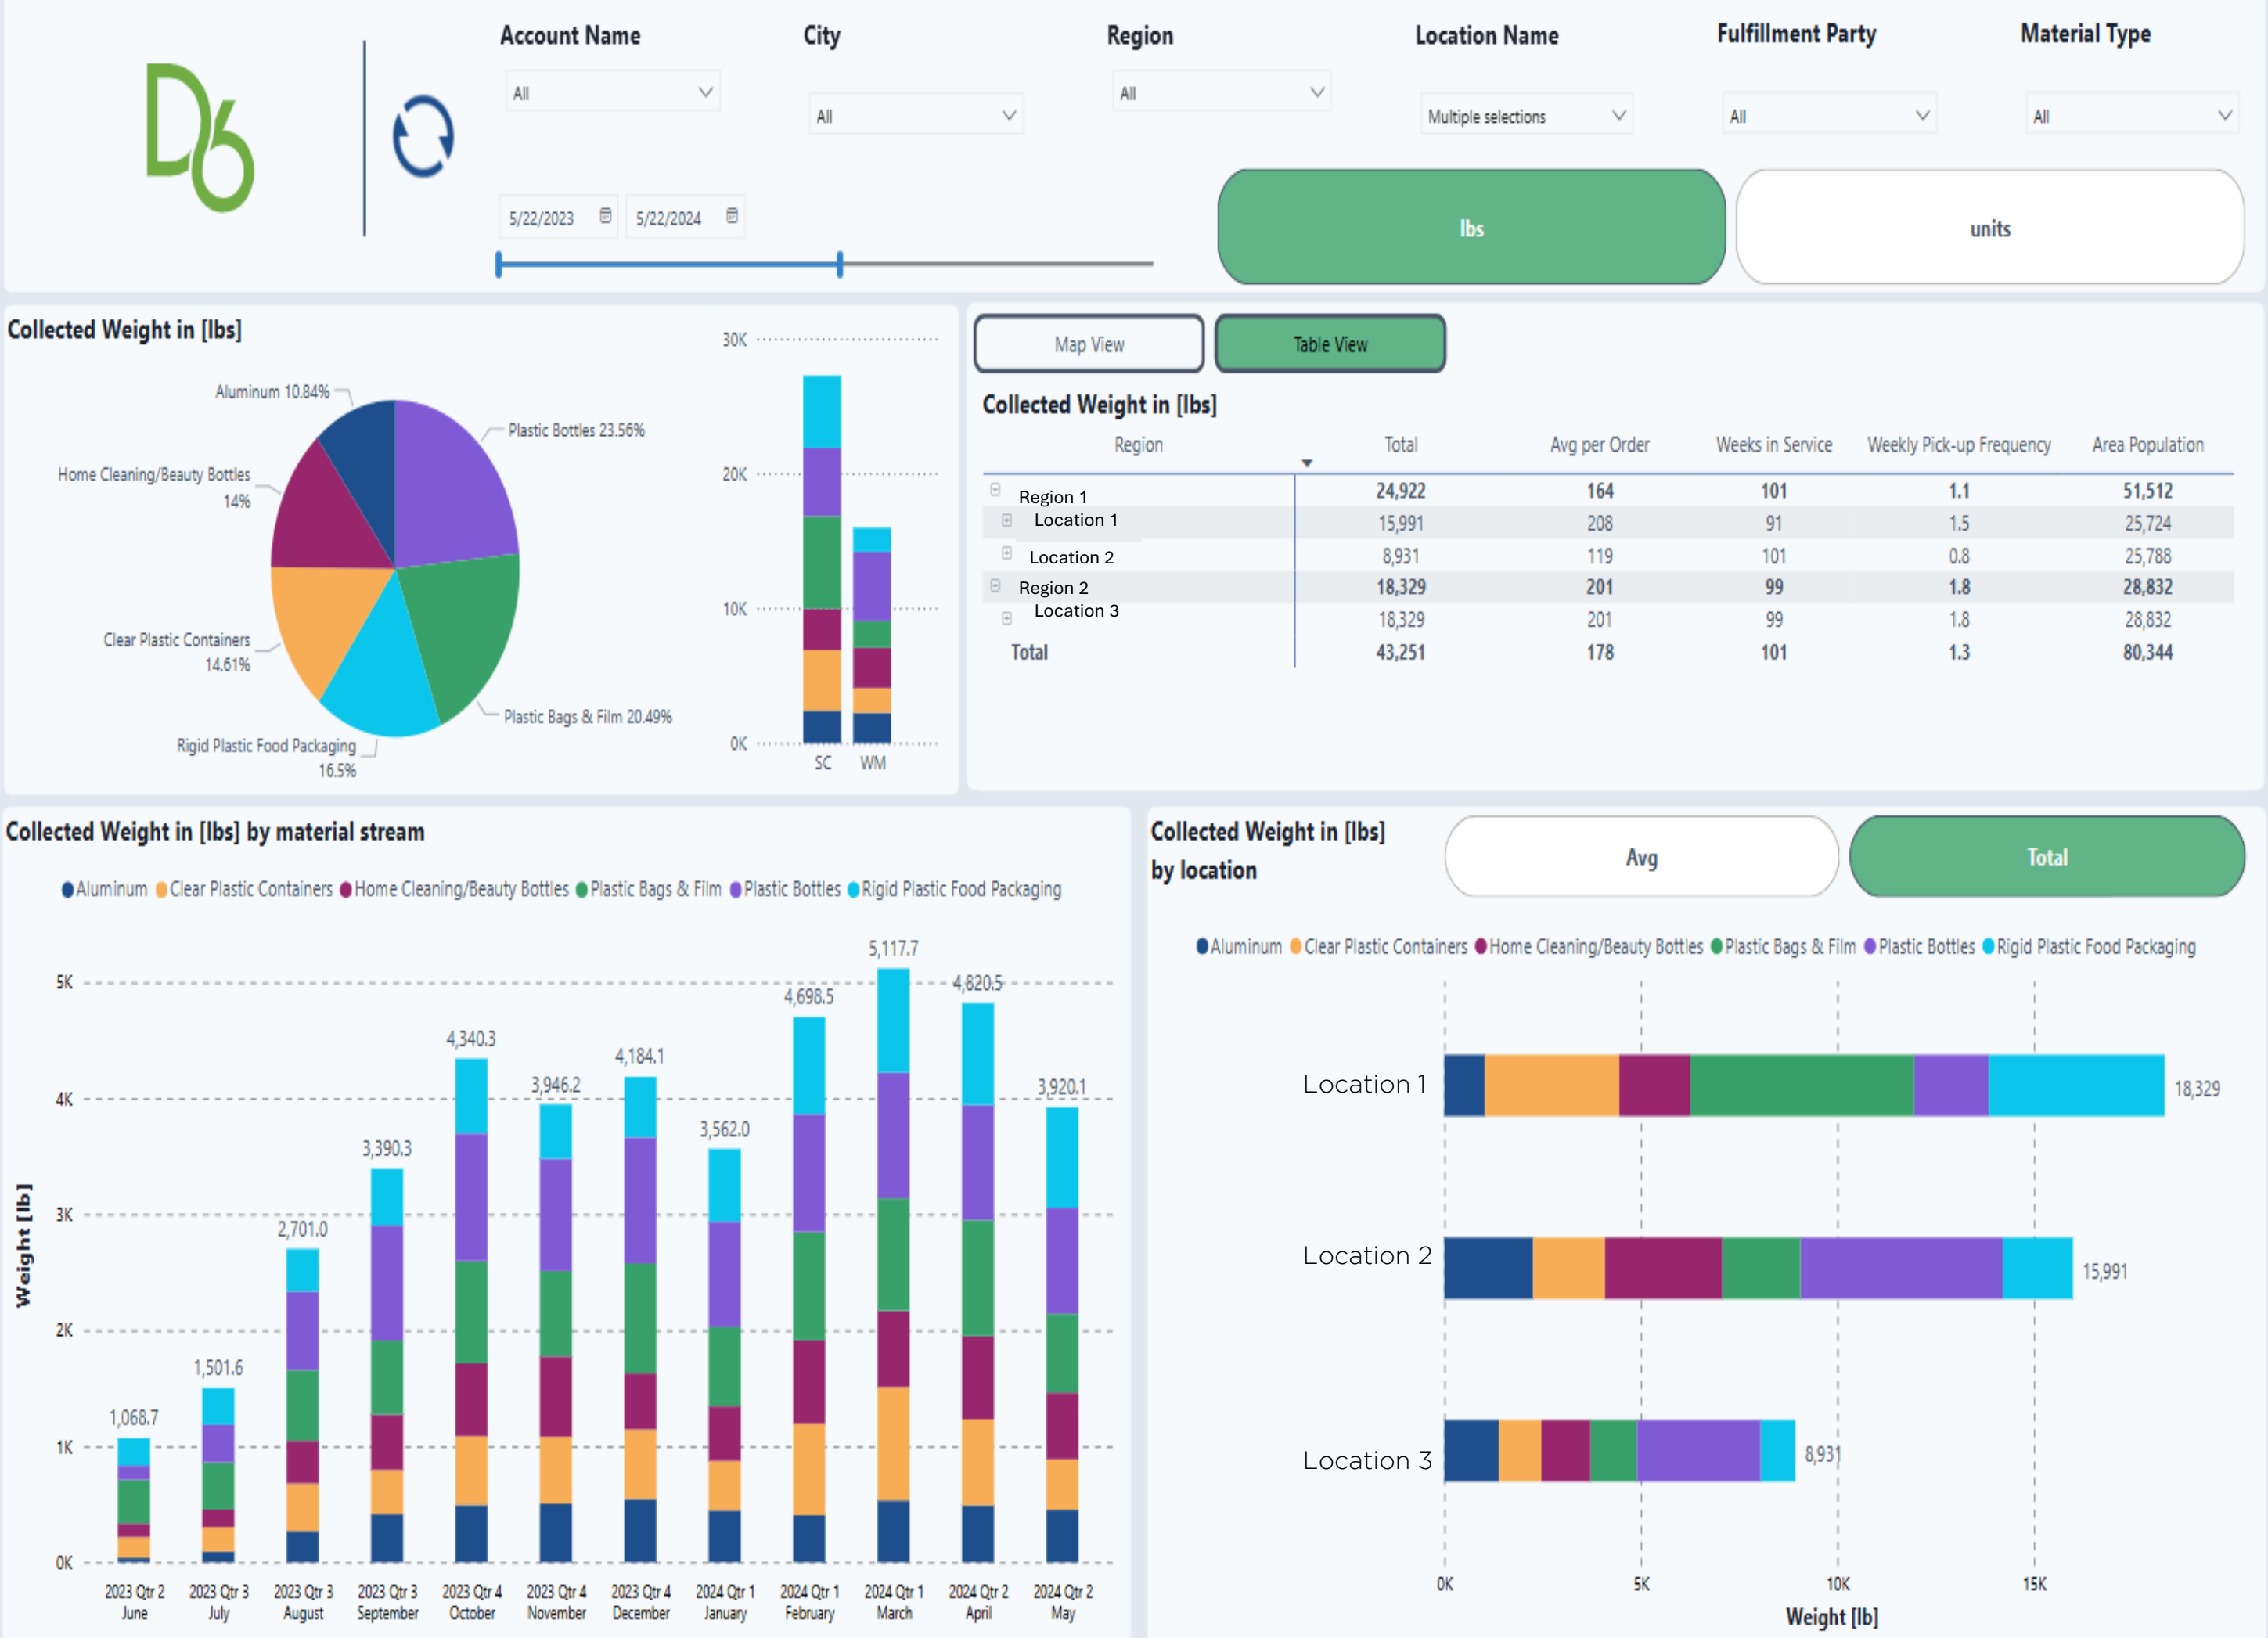 D6
Account Name
City
Region
Location Name
Fulfillment Party
Material Type
All
All
All
Multiple selections
All
All
5/22/2023
5/22/2024
lbs
units
Collected Weight in [lbs]
Aluminum 10.84%
Plastic Bottles 23.56%
Home Cleaning/Beauty Bottles
14%
Clear Plastic Containers
14.61%
Plastic Bags & Film 20.49%
Rigid Plastic Food Packaging
16.5%
30K
20K
10K
0K
SC WM
Map View
Table View
Collected Weight in [lbs]
Region Total Avg per Order Weeks in Service Weekly Pick-up Frequency Area Population
Region 1 24,922 164 101 1.1 51,512
Location 1 15,991 208 91 1.5 25,724
Location 2 8,931 119 101 0.8 25,788
Region 2 18,329 201 99 1.8 28,832
Location 3 18,329 201 99 1.8 28,832
Total 43,251 178 101 1.3 80,344
Collected Weight in [lbs] by material stream
Aluminum Clear Plastic Containers Home Cleaning/Beauty Bottles Plastic Bags & Film Plastic Bottles Rigid Plastic Food Packaging
Weight [lb]
5K
4K
3K
2K
1K
0K
1,068.7
1,501.6
2,701.0
3,390.3
4,340.3
3,946.2
4,184.1
3,562.0
4,698.5
5,117.7
4,820.5
3,920.1
2023 Qtr 2 2023 Qtr 3 2023 Qtr 3 2023 Qtr 3 2023 Qtr 4 2023 Qtr 4 2023 Qtr 4 2024 Qtr 1 2024 Qtr 1 2024 Qtr 1 2024 Qtr 2 2024 Qtr 2
June July August September October November December January February March April May
Collected Weight in [lbs]
by location
Avg
Total
Aluminum Clear Plastic Containers Home Cleaning/Beauty Bottles Plastic Bags & Film Plastic Bottles Rigid Plastic Food Packaging
Location 1 18,329
Location 2 15,991
Location 3 8,931
0K 5K 10K 15K
Weight [lb]